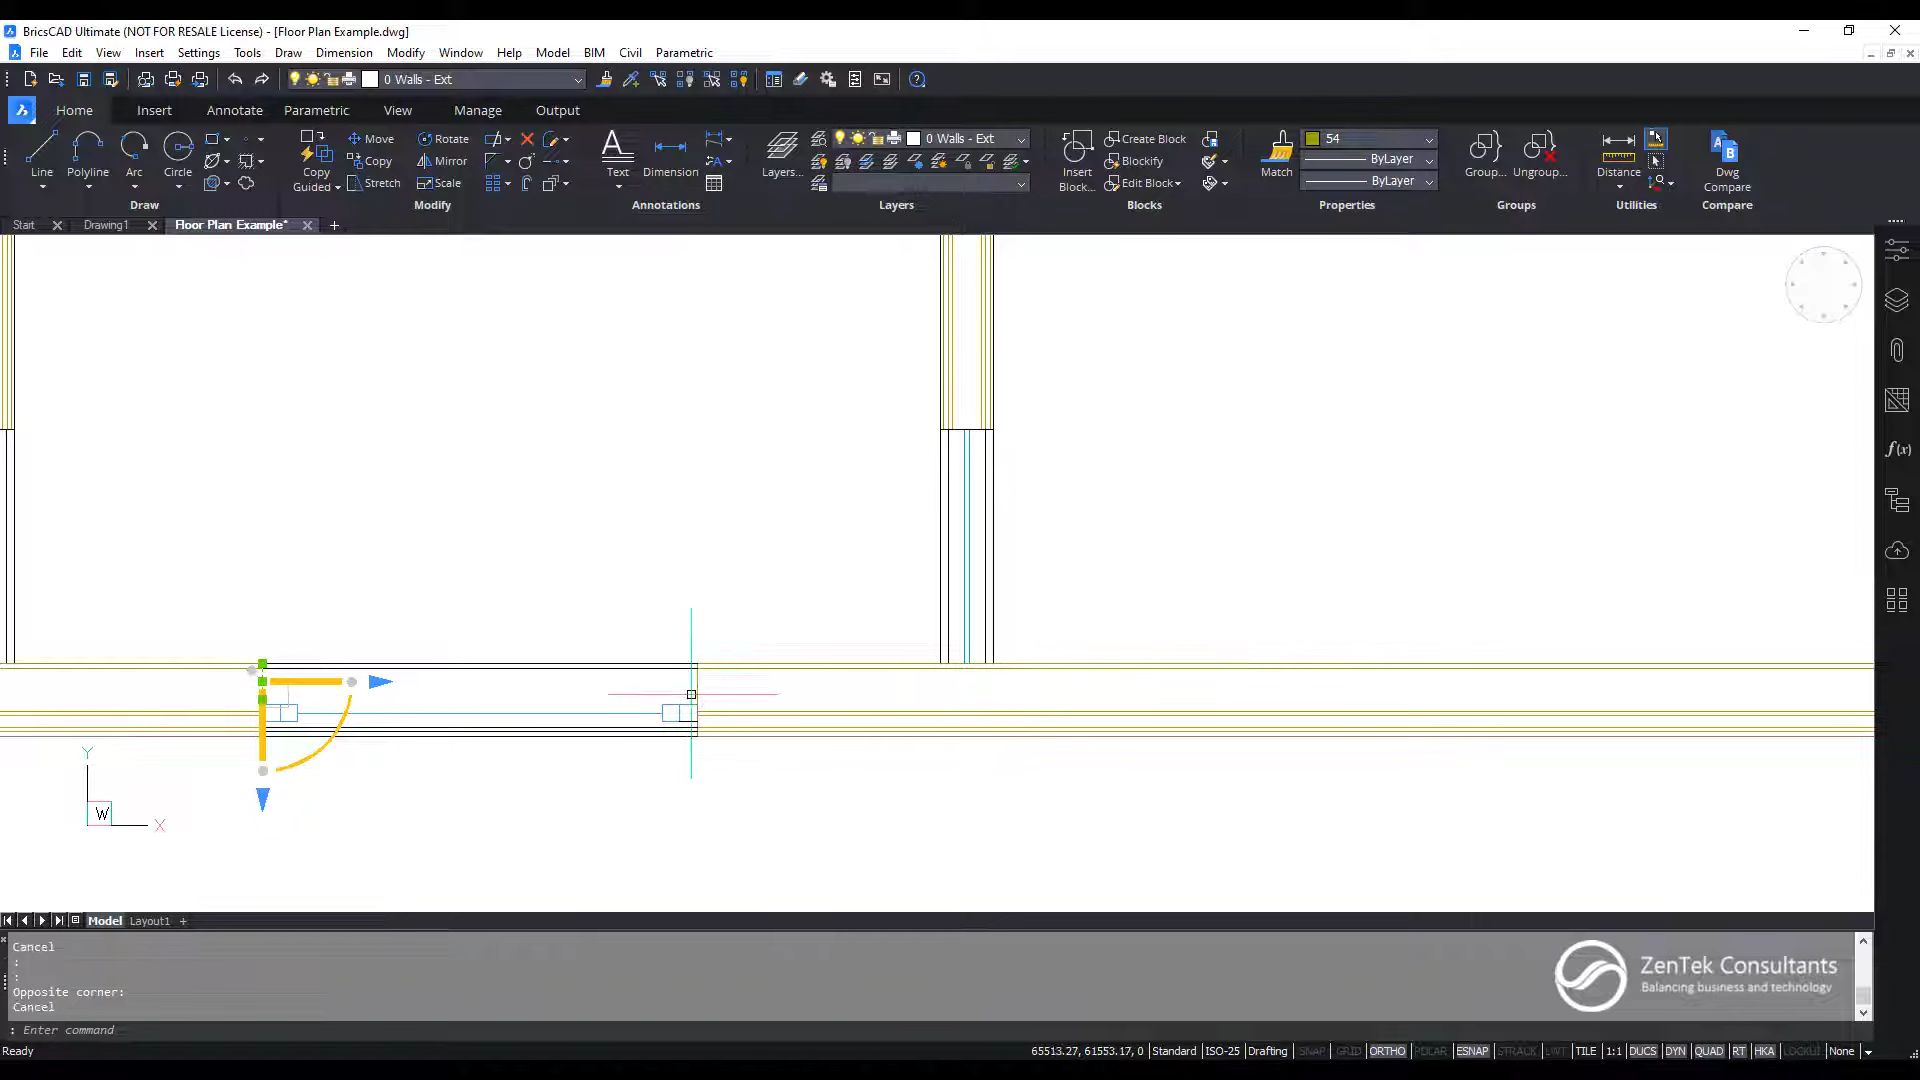 BricsCAD Ultimate (NOT FOR RESALE License) - [Floor Plan Example.dwg]
File Edit View Insert Settings Tools Draw Dimension Modify Window Help Model BIM Civil Parametric
0 Walls - Ext
Home Insert Annotate Parametric View Manage Output
Move Rotate Create Block 0 Walls - Ext 54
Copy Mirror Blockify ByLayer
Line Polyline Arc Circle Copy Guided Stretch Scale Text Dimension Layers... Insert Block... Edit Block ByLayer Match Group... Ungroup... Distance Dwg Compare
Draw Modify Annotations Layers Blocks Properties Groups Utilities Compare
Start Drawing1 Floor Plan Example*
f(x)
Y
W
X
Model Layout1 +
Cancel
:
:
Opposite corner:
Cancel
: Enter command
ZenTek Consultants
Balancing business and technology
Ready 65513.27, 61553.17, 0 Standard ISO-25 Drafting SNAP GRID ORTHO POLAR ESNAP STRACK LWT TILE 1:1 DUCS DYN QUAD RT HKA LOCKUI None